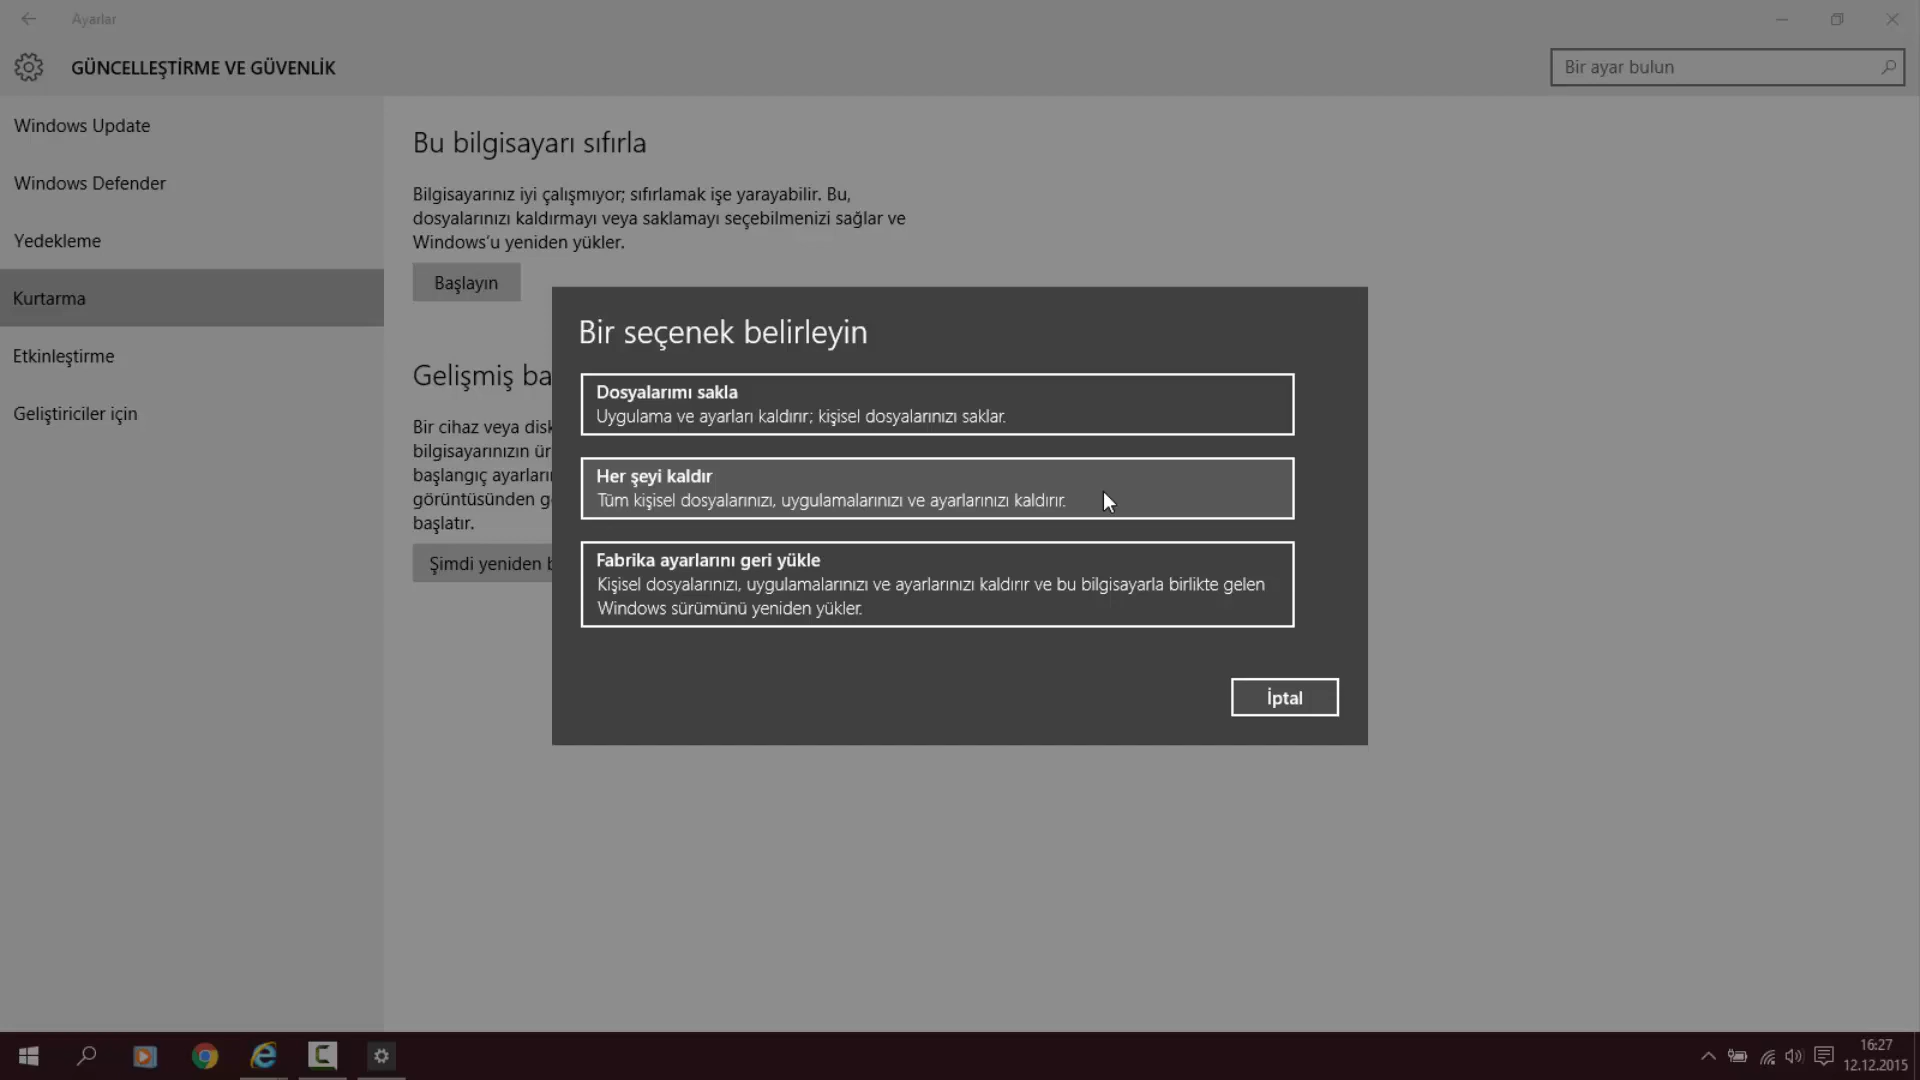 Ayarlar
GÜNCELLEŞTİRME VE GÜVENLİK
Bir ayar bulun
Windows Update
Windows Defender
Yedekleme
Kurtarma
Etkinleştirme
Geliştiriciler için
Bu bilgisayarı sıfırla
Bilgisayarınız iyi çalışmıyor; sıfırlamak işe yarayabilir. Bu,
dosyalarınızı kaldırmayı veya saklamayı seçebilmenizi sağlar ve
Windows'u yeniden yükler.
Başlayın
Gelişmiş ba
Bir cihaz veya disk
bilgisayarınızın ür
başlangıç ayarların
görüntüsünden g
başlatır.
Şimdi yeniden b
Bir seçenek belirleyin
Dosyalarımı sakla
Uygulama ve ayarları kaldırır; kişisel dosyalarınızı saklar.
Her şeyi kaldır
Tüm kişisel dosyalarınızı, uygulamalarınızı ve ayarlarınızı kaldırır.
Fabrika ayarlarını geri yükle
Kişisel dosyalarınızı, uygulamalarınızı ve ayarlarınızı kaldırır ve bu bilgisayarla birlikte gelen
Windows sürümünü yeniden yükler.
İptal
16:27
12.12.2015